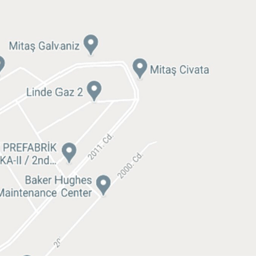 Mitaş Galvaniz
Mitaş Civata
Linde Gaz 2
2011. Cd.
PREFABRİK
KA-II / 2nd...
2000. Cd.
Baker Hughes
Maintenance Center